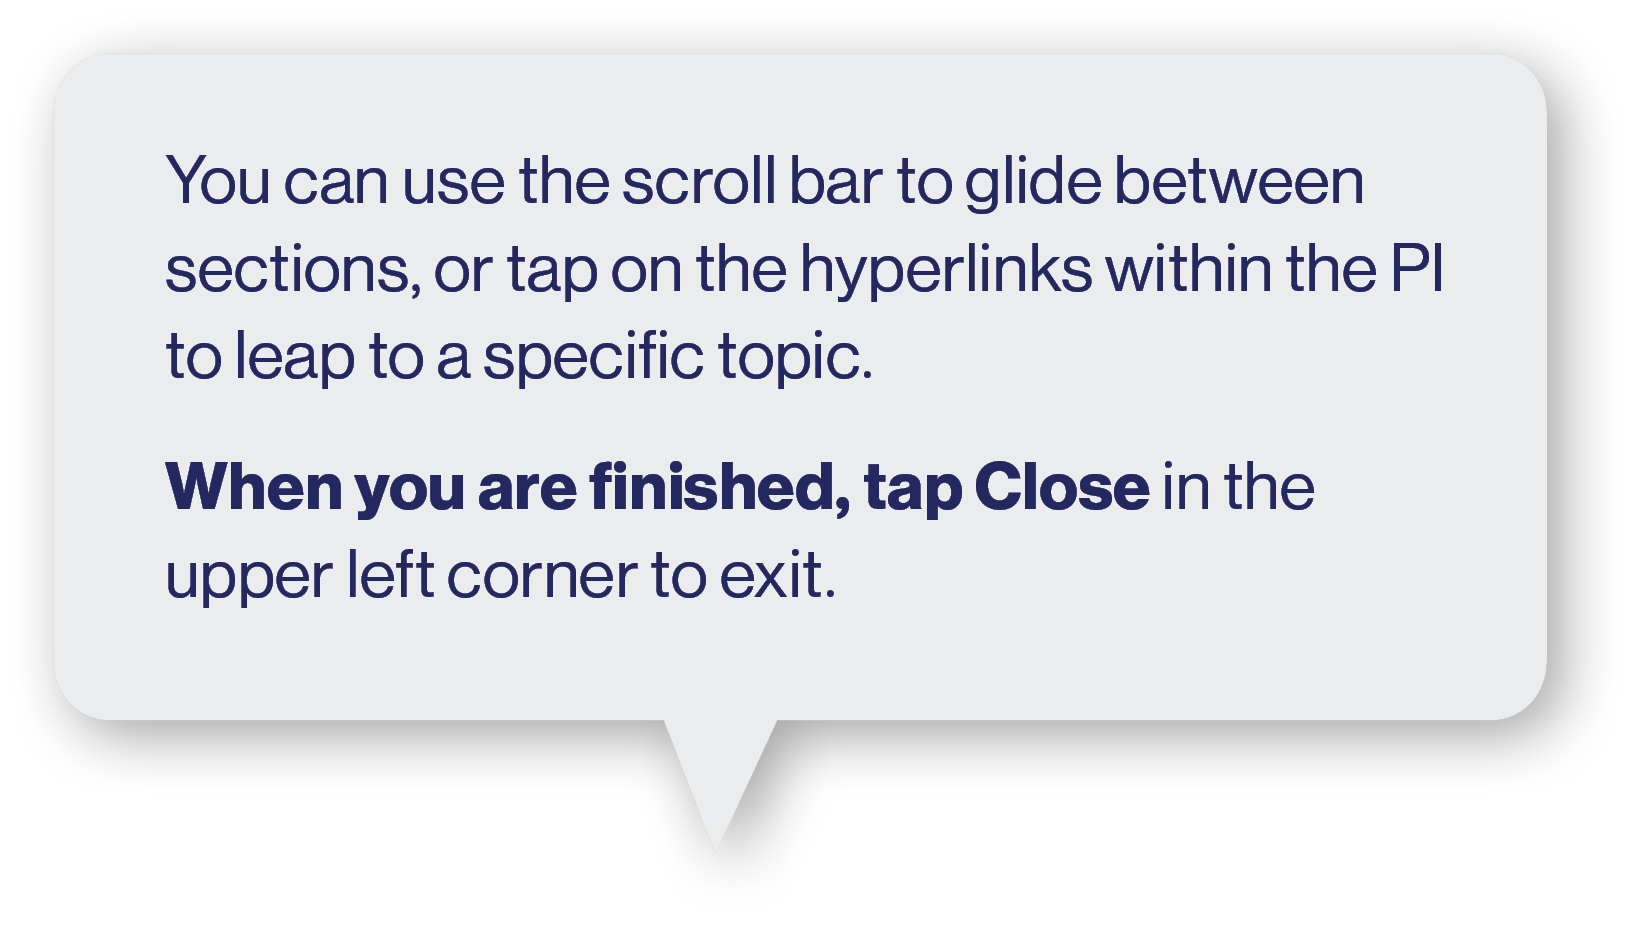 You can use the scroll bar to glide between
sections, or tap on the hyperlinks within the PI
to leap to a specific topic.
When you are finished, tap Close in the
upper left corner to exit.